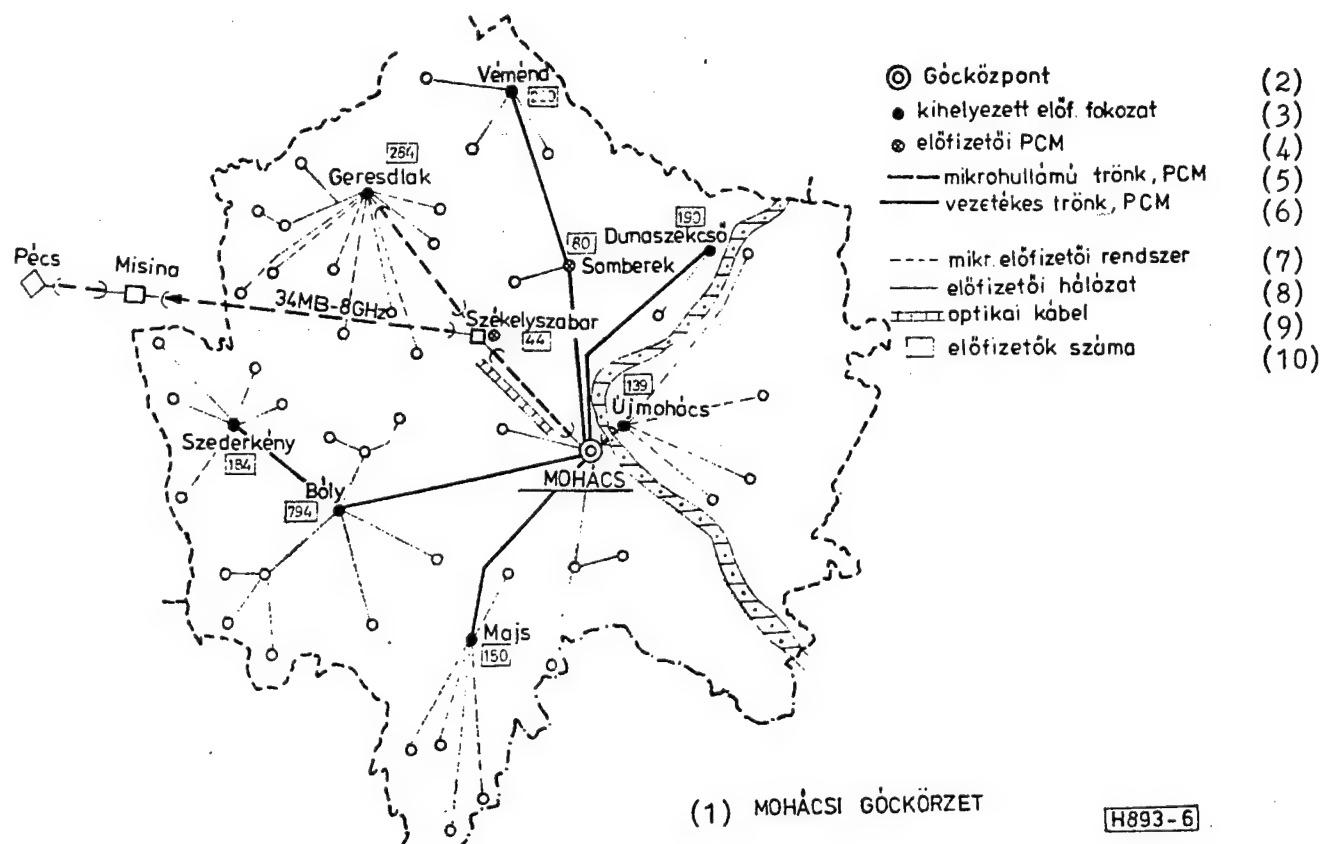 Véménd
Geresdlak
264
80
Somberek
190
Dunaszekcső
Pécs
Misina
34MB-8GHz
Székelyszabar
44
139
Újmohács
MOHÁCS
Szederkény
184
Bóly
794
Majs
150
Gócközpont (2)
kihelyezett előf. fokozat (3)
előfizetői PCM (4)
mikrohullámú trönk, PCM (5)
vezetékes trönk, PCM (6)
mikr. előfizetői rendszer (7)
előfizetői hálózat (8)
optikai kábel (9)
előfizetők száma (10)
(1) MOHÁCSI GÓCKÖRZET
H893-6